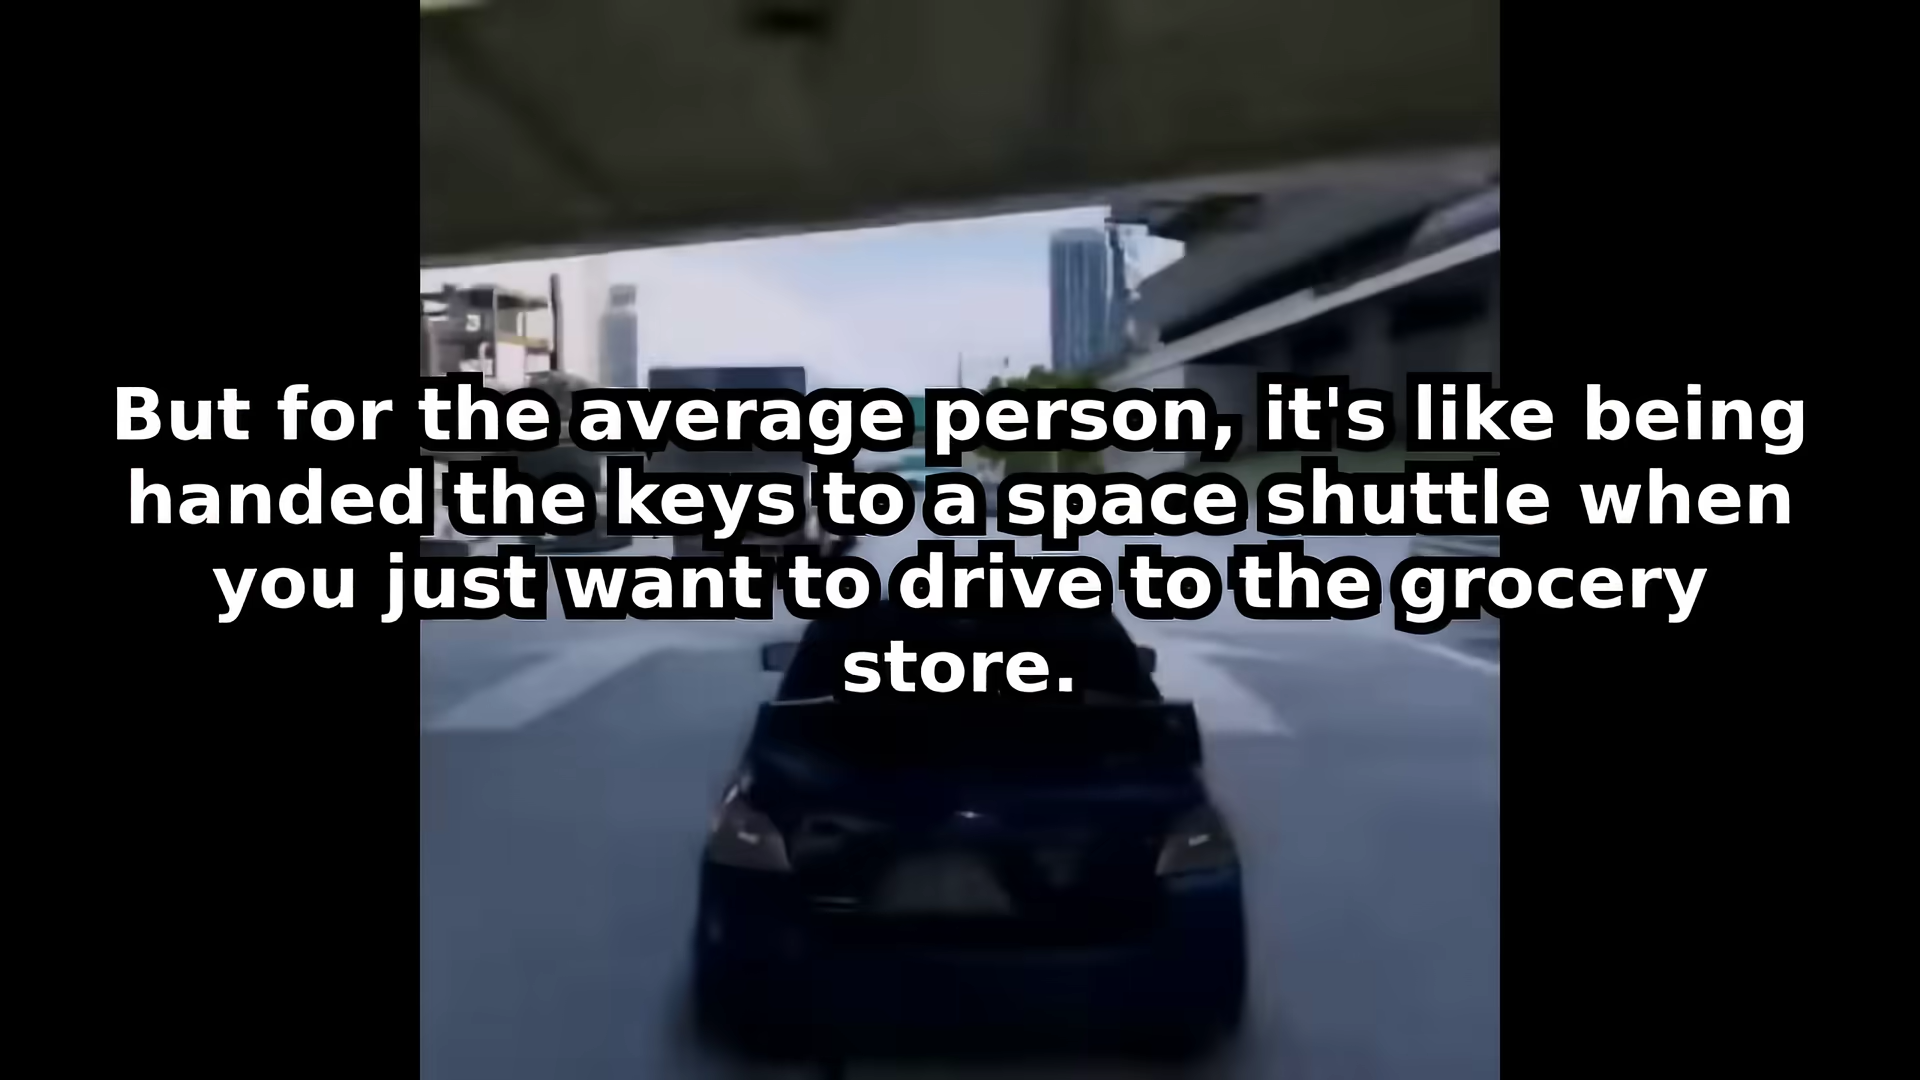 But for the average person, it's like being
handed the keys to a space shuttle when
you just want to drive to the grocery
store.